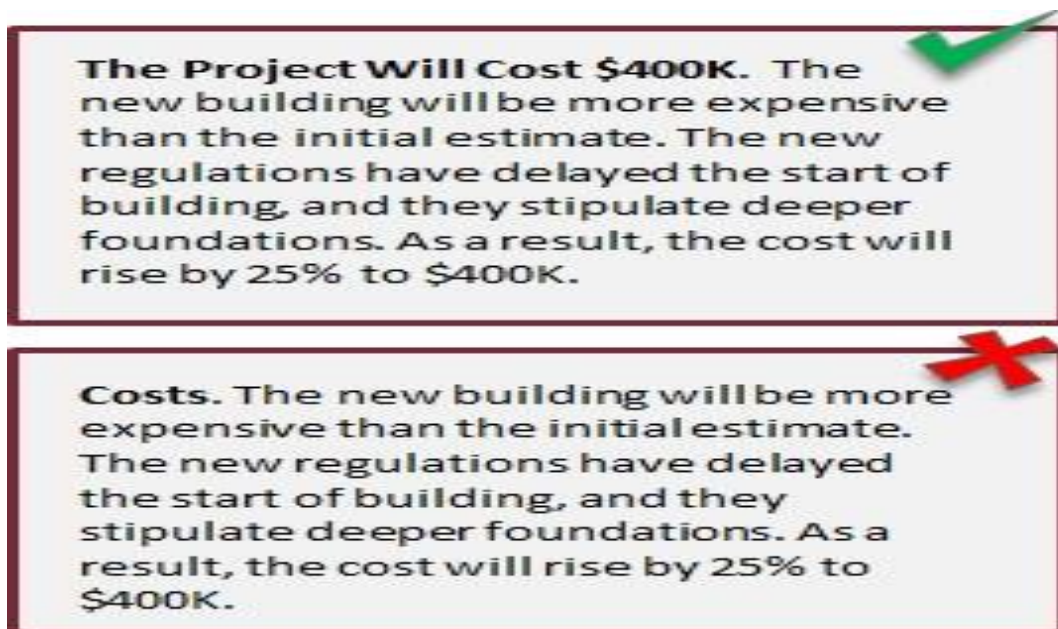 The Project Will Cost $400K. The
new building will be more expensive
than the initial estimate. The new
regulations have delayed the start of
building, and they stipulate deeper
foundations. As a result, the cost will
rise by 25% to $400K.
Costs. The new building will be more
expensive than the initial estimate.
The new regulations have delayed
the start of building, and they
stipulate deeper foundations. As a
result, the cost will rise by 25% to
$400K.